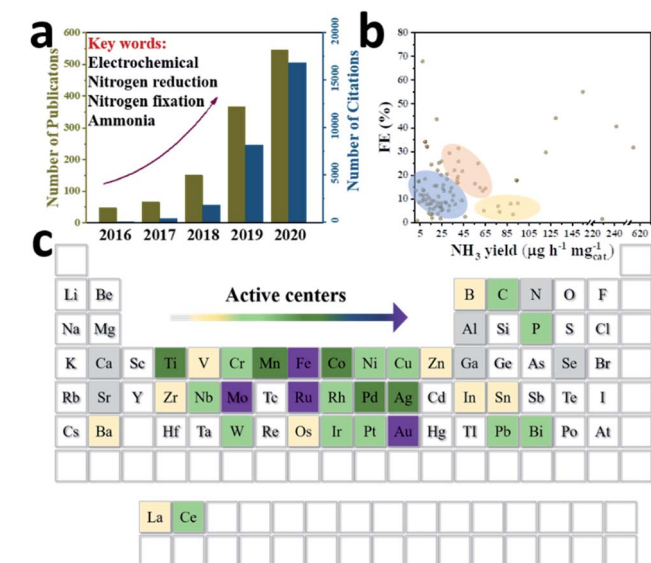 a
Key words:
Electrochemical
Nitrogen reduction
Nitrogen fixation
Ammonia
Number of Publicatons
600
500
400
300
200
100
0
2016 2017 2018 2019 2020
20000
15000
10000
5000
0
Number of Citations
b
FE (%)
80
70
60
50
40
30
20
10
0
5 25 45 65 85 105 125 145 220 240 620
NH3 yield (μg h-1 mg-1cat.)
c
Active centers
Li Be B C N O F
Na Mg Al Si P S Cl
K Ca Sc Ti V Cr Mn Fe Co Ni Cu Zn Ga Ge As Se Br
Rb Sr Y Zr Nb Mo Tc Ru Rh Pd Ag Cd In Sn Sb Te I
Cs Ba Hf Ta W Re Os Ir Pt Au Hg TI Pb Bi Po At
La Ce